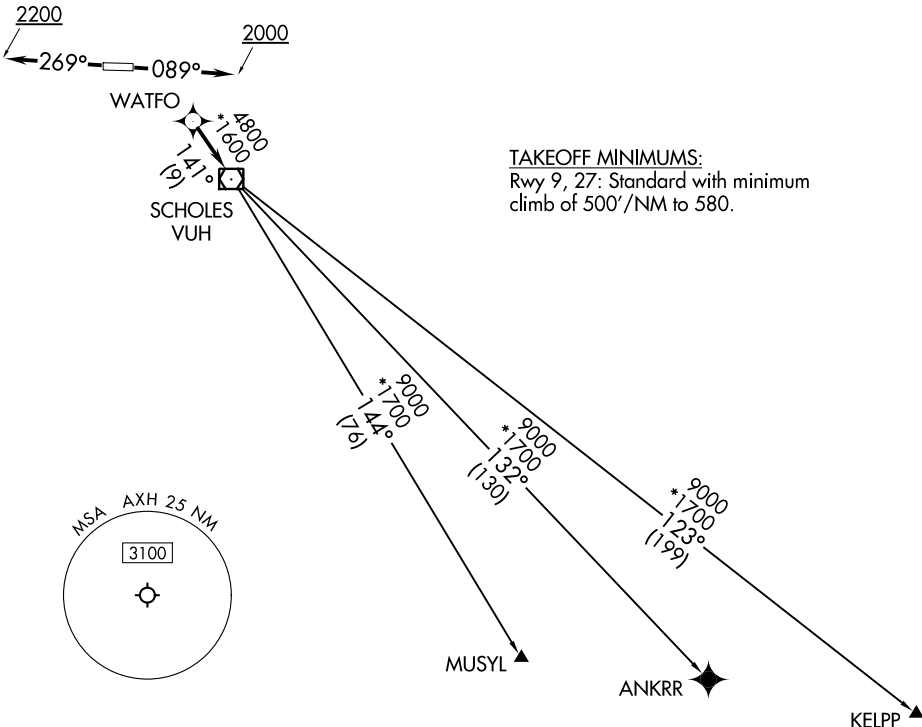 2200
2000
269°
089°
WATFO
4800
*1600
141°
(9)
SCHOLES
VUH
TAKEOFF MINIMUMS:
Rwy 9, 27: Standard with minimum
climb of 500'/NM to 580.
9000
*1700
144°
(76)
9000
*1700
132°
(130)
9000
*1700
123°
(199)
MSA AXH 25 NM
3100
MUSYL
ANKRR
KELPP